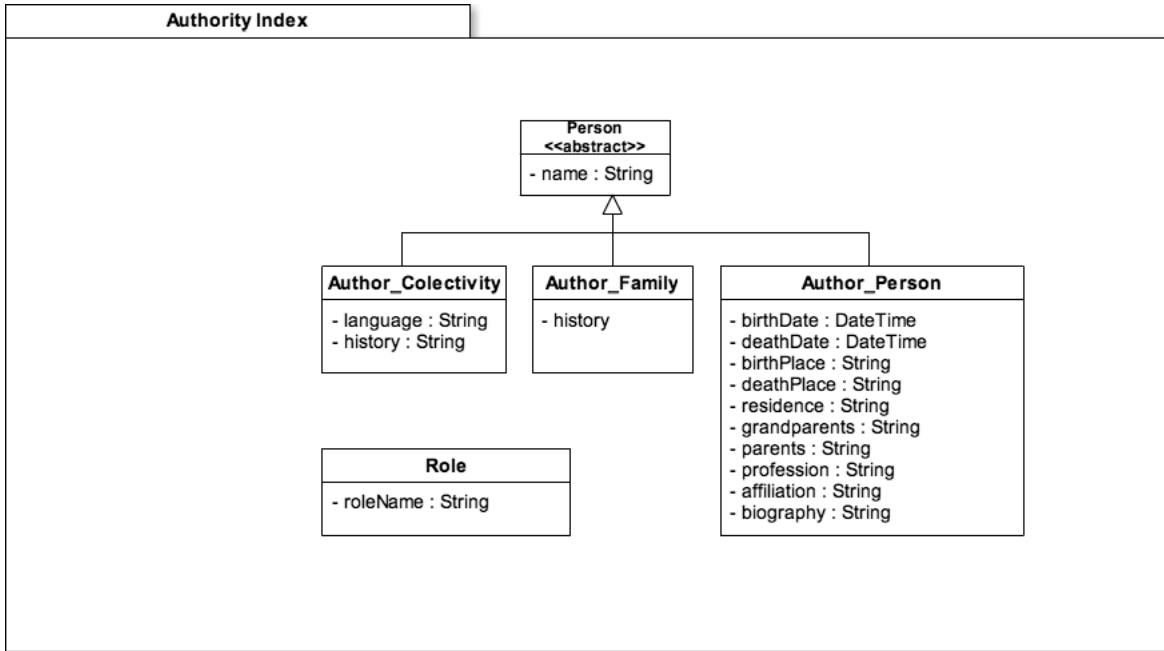 Authority Index
Person
<<abstract>>
- name : String
Author_Colectivity
- language : String
- history : String
Author_Family
- history
Author_Person
- birthDate : DateTime
- deathDate : DateTime
- birthPlace : String
- deathPlace : String
- residence : String
- grandparents : String
- parents : String
- profession : String
- affiliation : String
- biography : String
Role
- roleName : String